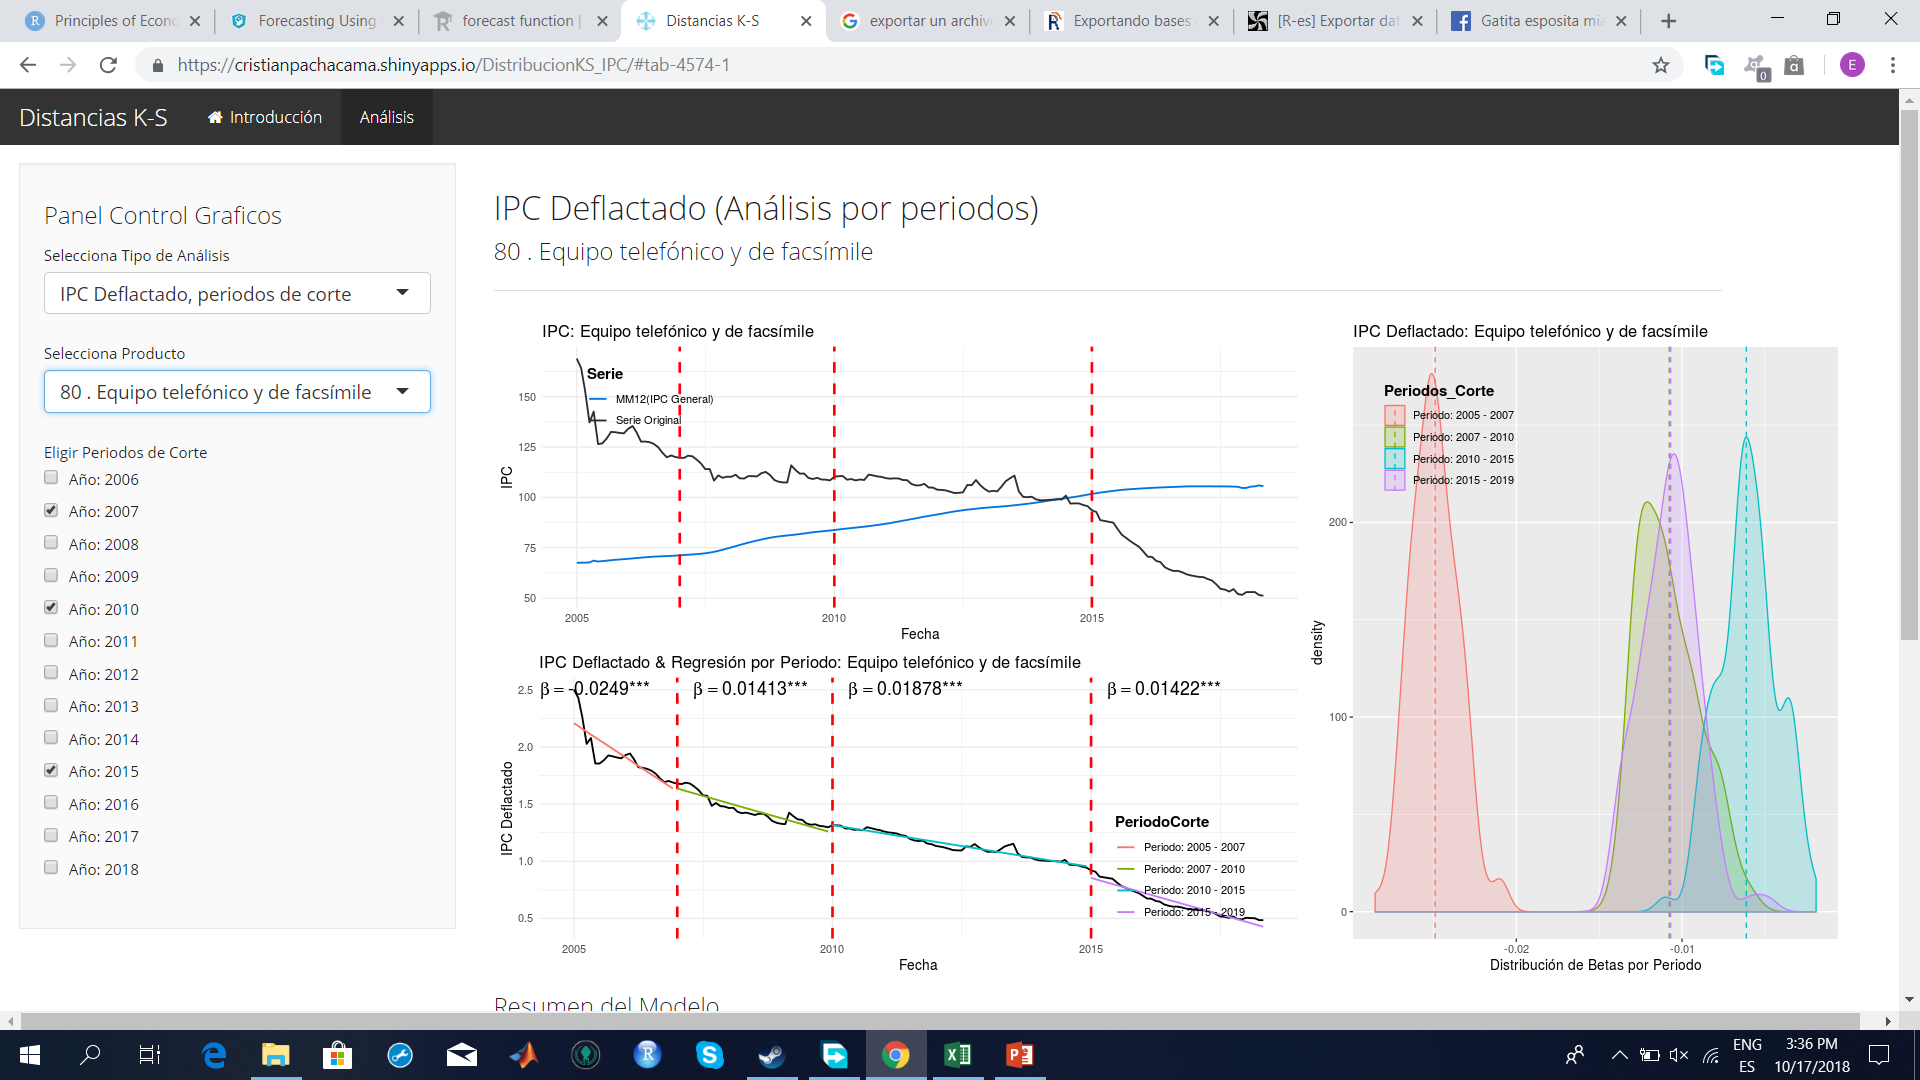 Principles of Econo
Forecasting Using
forecast function |
Distancias K-S
exportar un archivo
Exportando bases
[R-es] Exportar dat
Gatita esposita mia
https://cristianpachacama.shinyapps.io/DistribucionKS_IPC/#tab-4574-1
0
E
Distancias K-S
Introducción
Análisis
Panel Control Graficos
Selecciona Tipo de Análisis
IPC Deflactado, periodos de corte
Selecciona Producto
80 . Equipo telefónico y de facsímile
Eligir Periodos de Corte
Año: 2006
Año: 2007
Año: 2008
Año: 2009
Año: 2010
Año: 2011
Año: 2012
Año: 2013
Año: 2014
Año: 2015
Año: 2016
Año: 2017
Año: 2018
IPC Deflactado (Análisis por periodos)
80 . Equipo telefónico y de facsímile
IPC: Equipo telefónico y de facsímile
Serie
MM12(IPC General)
Serie Original
150
125
100
75
50
IPC
2005
2010
2015
Fecha
IPC Deflactado & Regresión por Periodo: Equipo telefónico y de facsímile
β = -0.0249***
β = 0.01413***
β = 0.01878***
β = 0.01422***
2.5
2.0
1.5
1.0
0.5
IPC Deflactado
PeriodoCorte
Periodo: 2005 - 2007
Periodo: 2007 - 2010
Periodo: 2010 - 2015
Periodo: 2015 - 2019
2005
2010
2015
Fecha
IPC Deflactado: Equipo telefónico y de facsímile
Periodos_Corte
Periodo: 2005 - 2007
Periodo: 2007 - 2010
Periodo: 2010 - 2015
Periodo: 2015 - 2019
200
100
0
density
-0.02
-0.01
Distribución de Betas por Periodo
Resumen del Modelo
ENG
ES
3:36 PM
10/17/2018